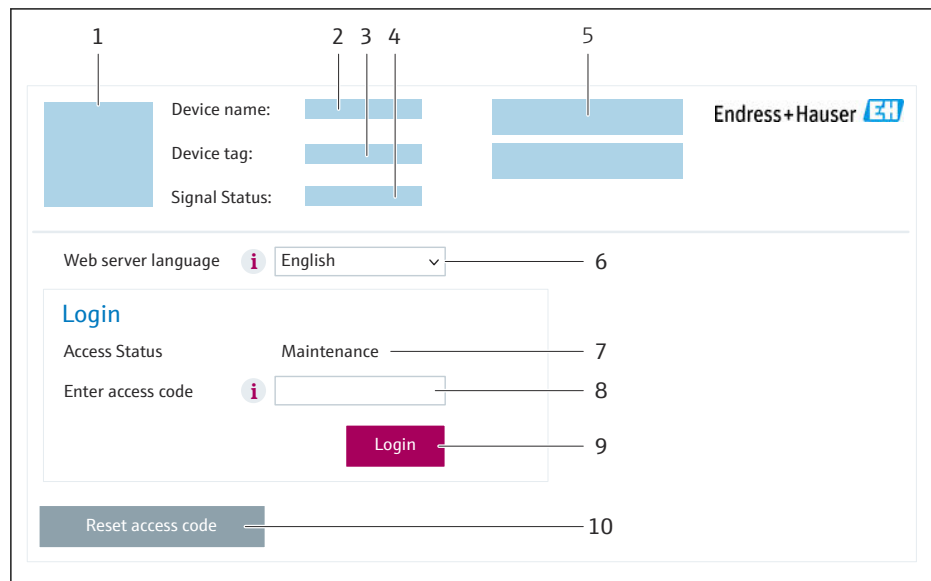 1 2 3 4 5
Device name:
Endress+Hauser EH
Device tag:
Signal Status:
Web server language i English 6
Login
Access Status Maintenance 7
Enter access code i 8
Login 9
Reset access code 10